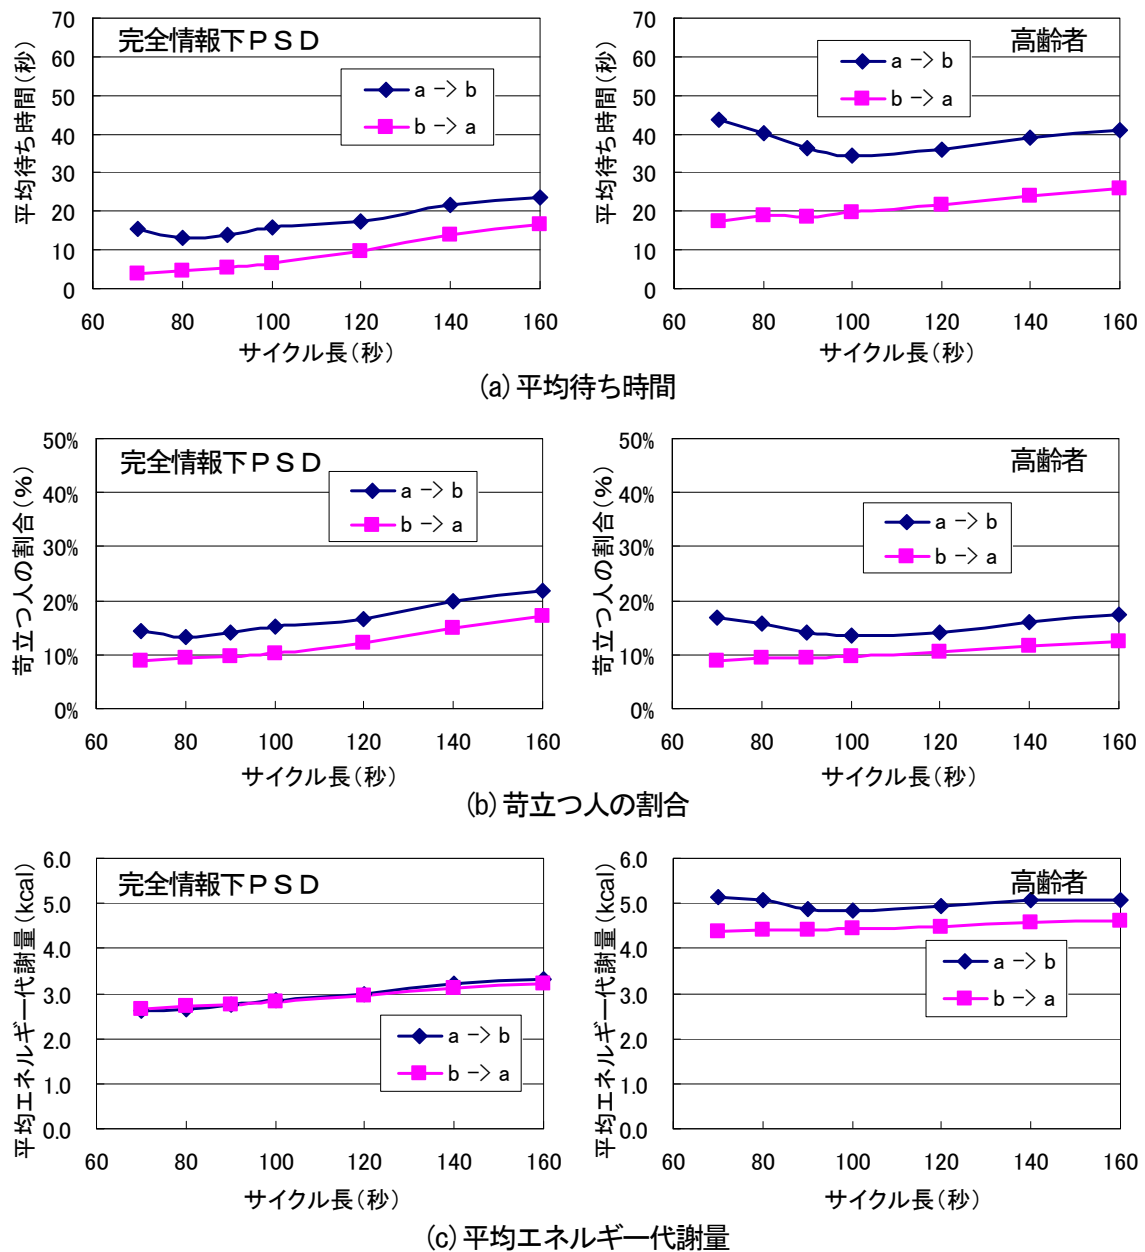 平均待ち時間(秒)
70
60
50
40
30
20
10
0
完全情報下PSD
a -> b
b -> a
60 80 100 120 140 160
サイクル長(秒)
平均待ち時間(秒)
70
60
50
40
30
20
10
0
高齢者
a -> b
b -> a
60 80 100 120 140 160
サイクル長(秒)
(a) 平均待ち時間
苛立つ人の割合(%)
50%
40%
30%
20%
10%
0%
完全情報下PSD
a -> b
b -> a
60 80 100 120 140 160
サイクル長(秒)
苛立つ人の割合(%)
50%
40%
30%
20%
10%
0%
高齢者
a -> b
b -> a
60 80 100 120 140 160
サイクル長(秒)
(b) 苛立つ人の割合
平均エネルギー代謝量(kcal)
6.0
5.0
4.0
3.0
2.0
1.0
0.0
完全情報下PSD
a -> b
b -> a
60 80 100 120 140 160
サイクル長(秒)
平均エネルギー代謝量(kcal)
6.0
5.0
4.0
3.0
2.0
1.0
0.0
高齢者
a -> b
b -> a
60 80 100 120 140 160
サイクル長(秒)
(c) 平均エネルギー代謝量